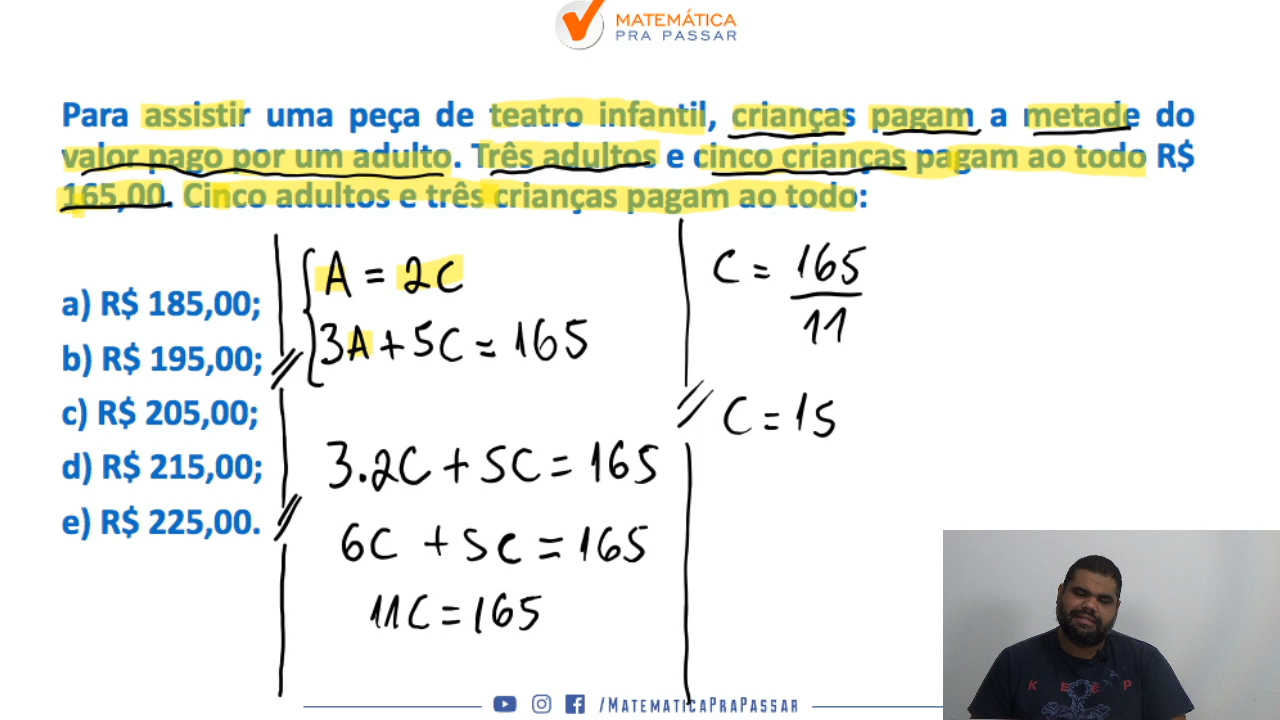 MATEMÁTICA
PRA PASSAR
Para assistir uma peça de teatro infantil, crianças pagam a metade do
valor pago por um adulto. Três adultos e cinco crianças pagam ao todo R$
165,00. Cinco adultos e três crianças pagam ao todo:
a) R$ 185,00;
b) R$ 195,00;
c) R$ 205,00;
d) R$ 215,00;
e) R$ 225,00.
A = 2C
3A + 5C = 165
3.2C + 5C = 165
6C + 5C = 165
11C = 165
C = 165
11
C = 15
/MatematicaPraPassar
K E E P